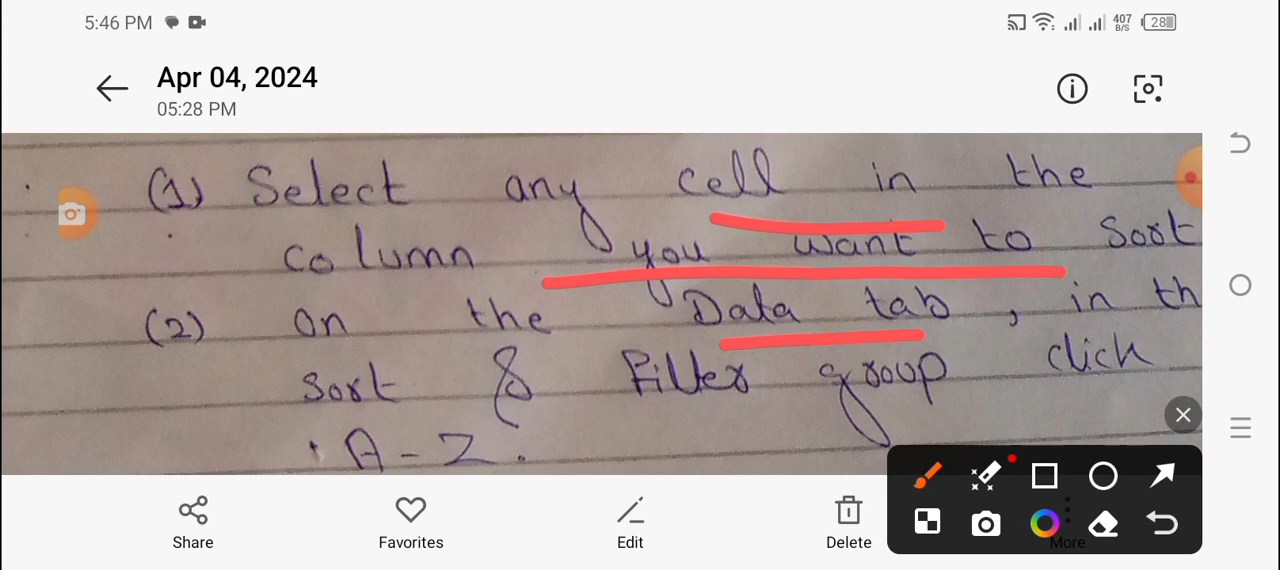 5:46 PM
407 B/S 28
Apr 04, 2024
05:28 PM
(1) Select any cell in the
column you want to Sort
(2) on the Data tab, in th
Sort & Filter group click
A-Z.
Share Favorites Edit Delete More